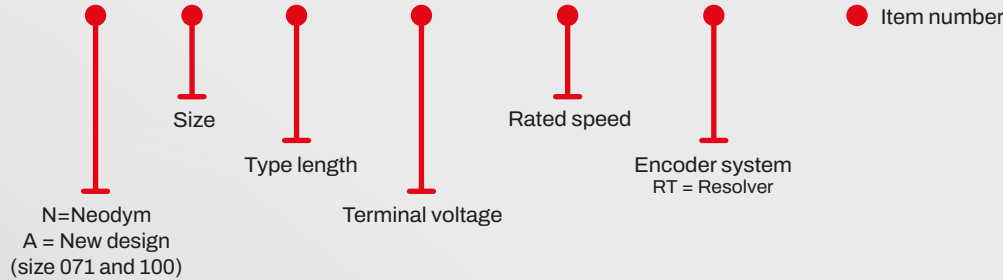 Item number
Size
Rated speed
Type length
Encoder system
RT = Resolver
N=Neodym
A = New design
(size 071 and 100)
Terminal voltage